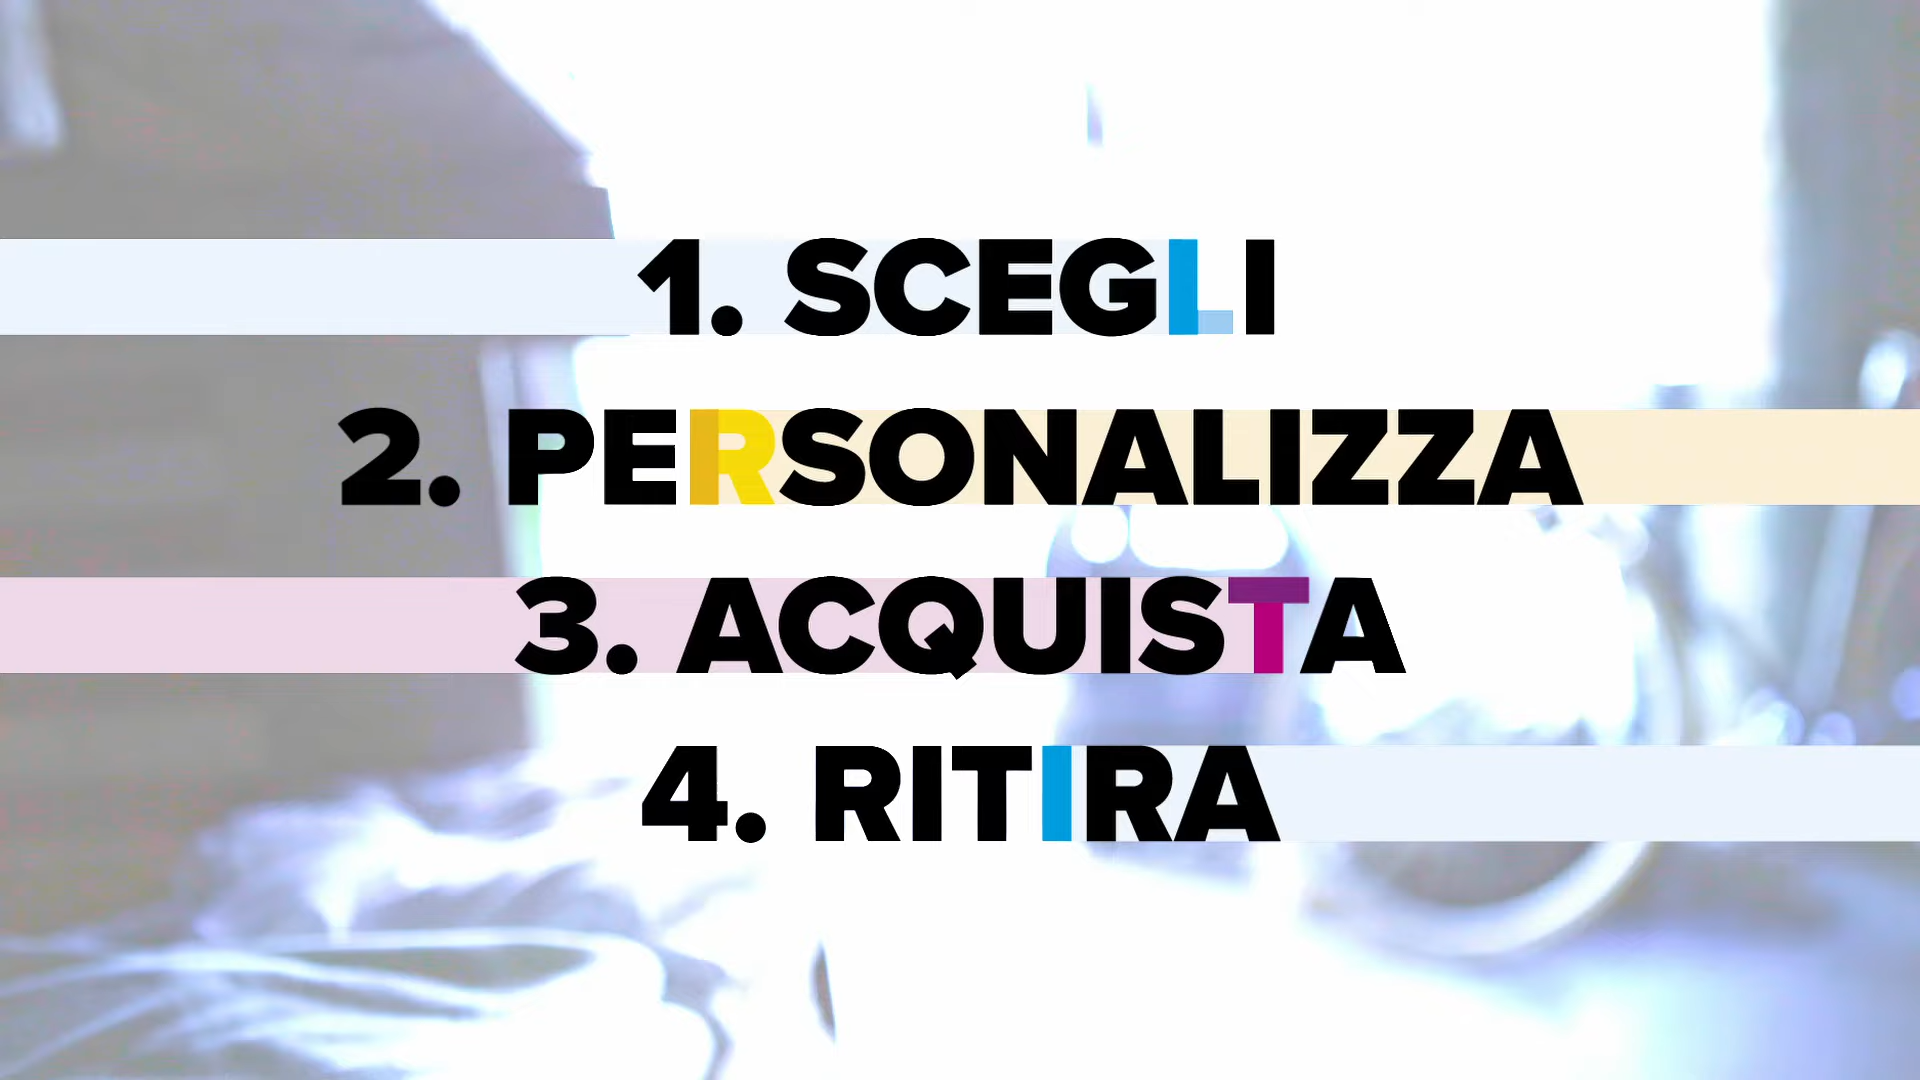 1. SCEGLI
2. PERSONALIZZA
3. ACQUISTA
4. RITIRA